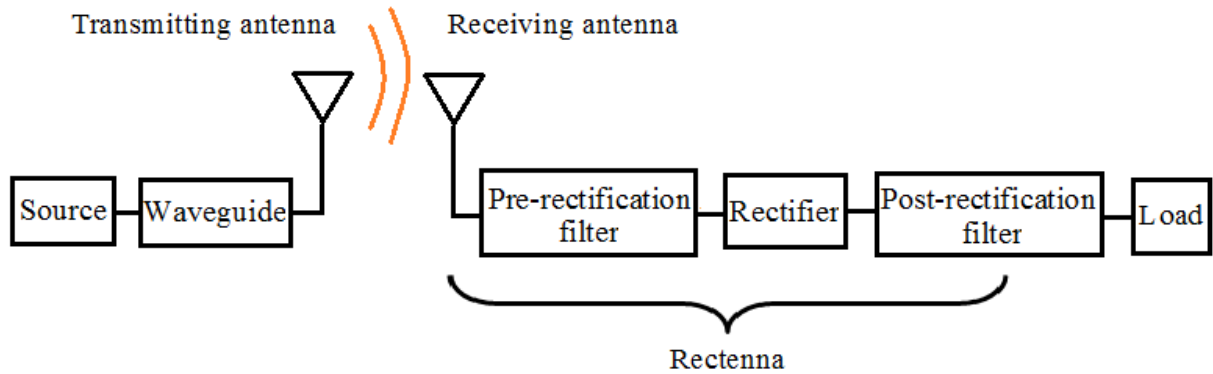 Transmitting antenna
Receiving antenna
Source
Waveguide
Pre-rectification
filter
Rectifier
Post-rectification
filter
Load
Rectenna